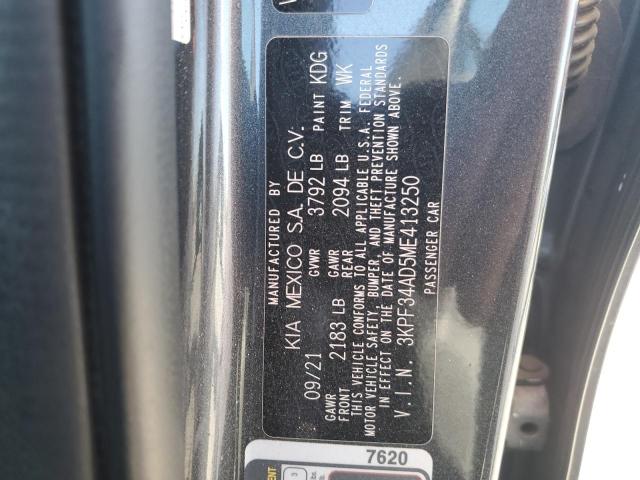 MANUFACTURED BY
KIA MEXICO S.A. DE C.V.
09/21 GVWR 3792 LB PAINT KDG
GAWR FRONT 2183 LB GAWR REAR 2094 LB TRIM WK
THIS VEHICLE CONFORMS TO ALL APPLICABLE U.S.A. FEDERAL
MOTOR VEHICLE SAFETY, BUMPER, AND THEFT PREVENTION STANDARDS
IN EFFECT ON THE DATE OF MANUFACTURE SHOWN ABOVE.
V.I.N. 3KPF34AD5ME413250
PASSENGER CAR
7620
3